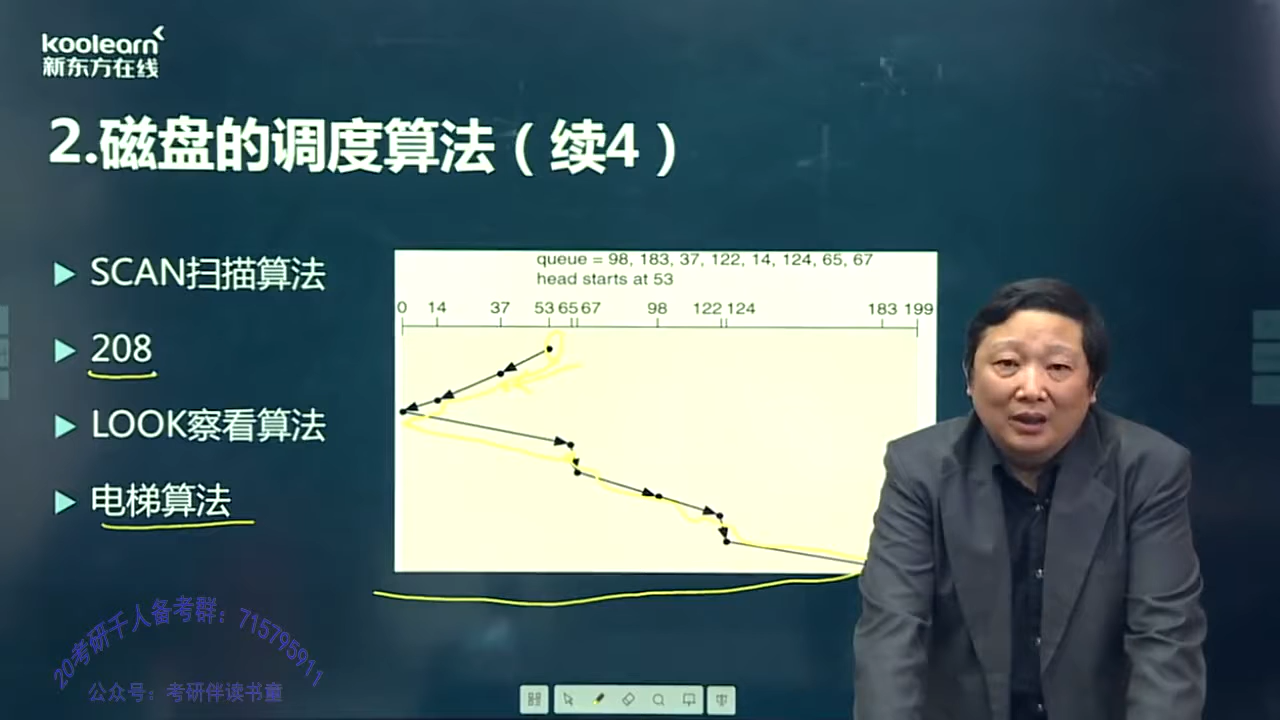 koolearn
新东方在线
2.磁盘的调度算法（续4）
SCAN扫描算法
208
LOOK察看算法
电梯算法
queue = 98, 183, 37, 122, 14, 124, 65, 67
head starts at 53
0 14 37 53 65 67 98 122 124 183 199
20考研千人备考群：715795911
公众号：考研伴读书童